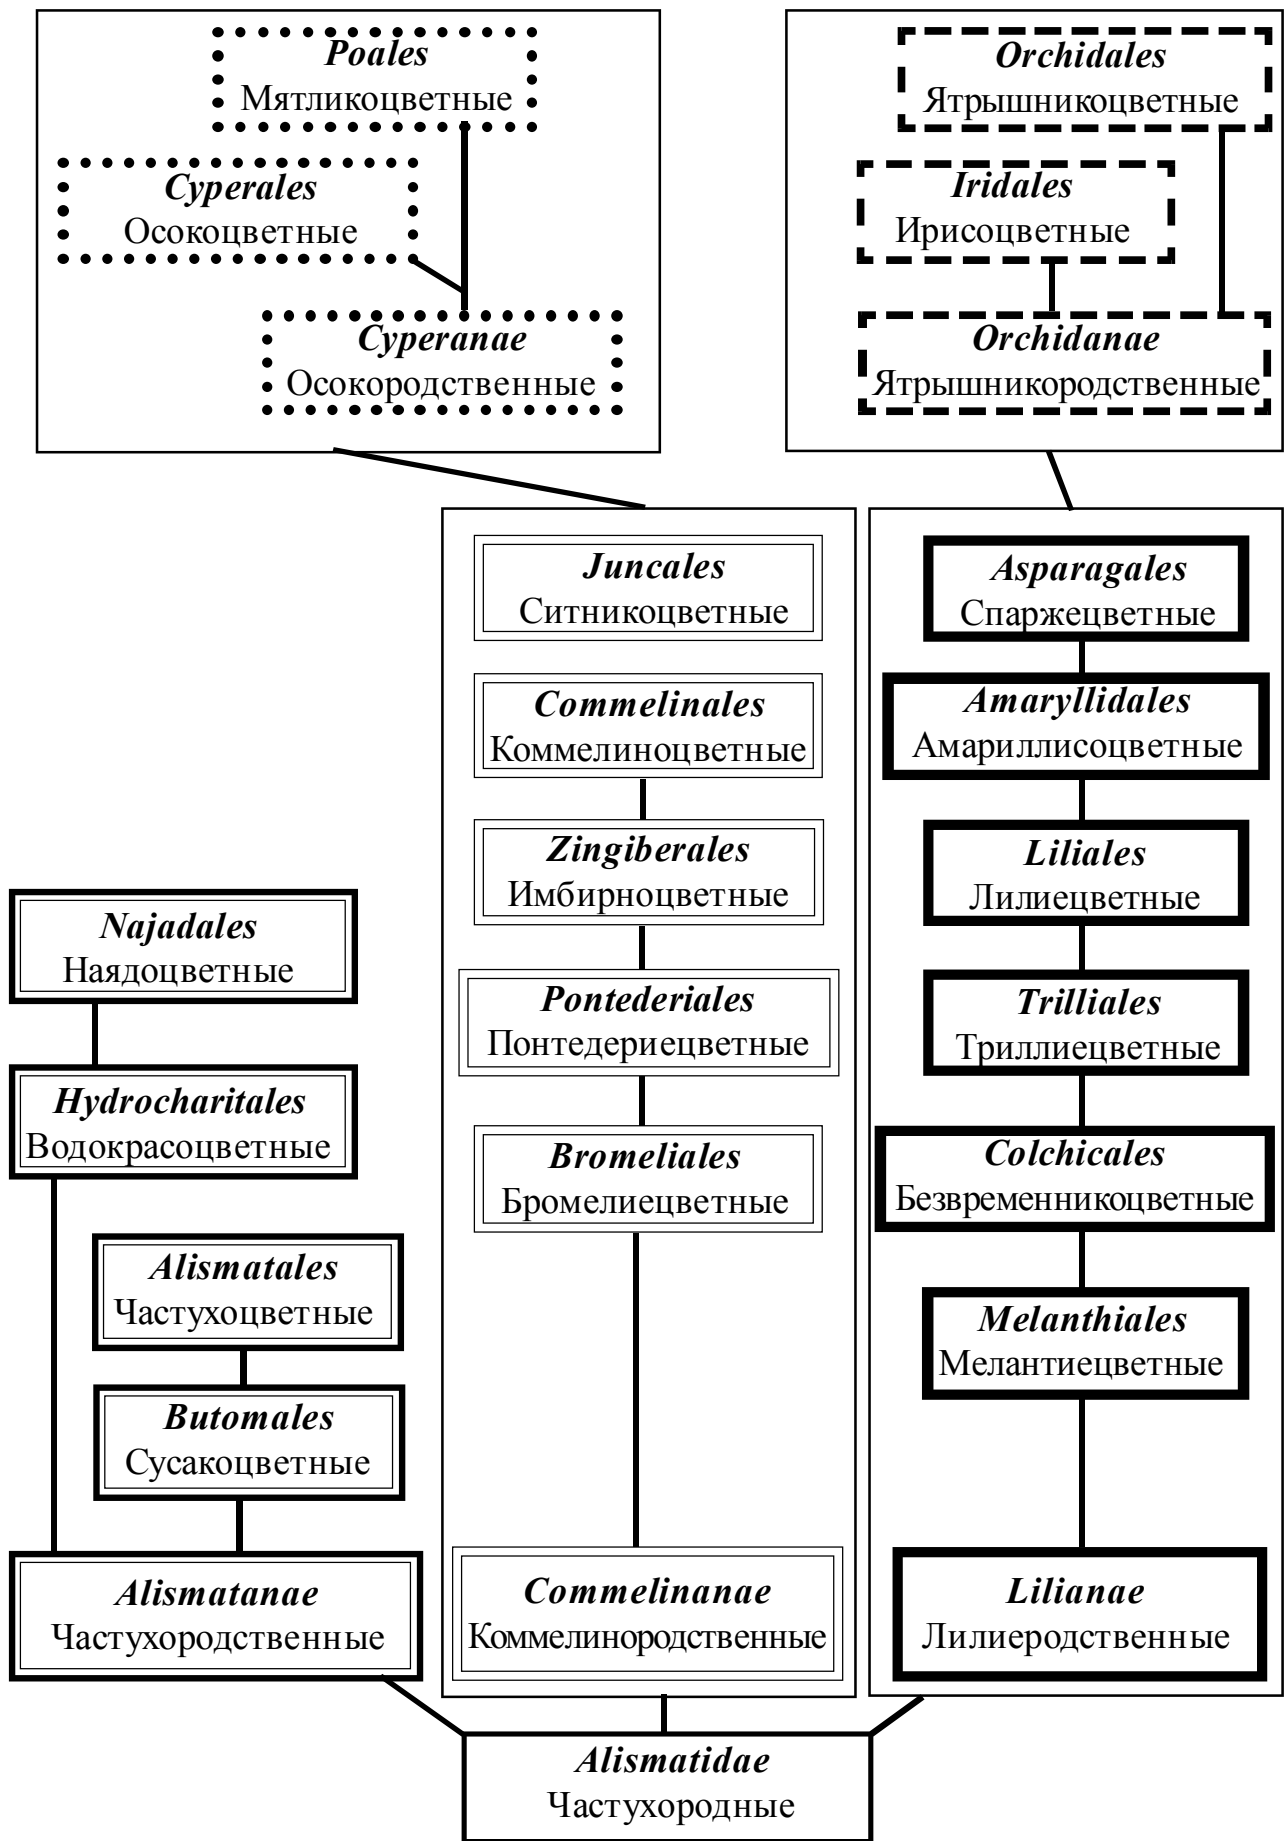 Poales
Мятликоцветные
Cyperales
Осокоцветные
Cyperanae
Осокородственные
Orchidales
Ятрышникоцветные
Iridales
Ирисоцветные
Orchidanae
Ятрышникородственные
Najadales
Наядоцветные
Hydrocharitales
Водокрасоцветные
Alismatales
Частухоцветные
Butomales
Сусакоцветные
Alismatanae
Частухородственные
Juncales
Ситникоцветные
Commelinales
Коммелиноцветные
Zingiberales
Имбирноцветные
Pontederiales
Понтедериецветные
Bromeliales
Бромелиецветные
Commelinanae
Коммелинородственные
Asparagales
Спаржецветные
Amaryllidales
Амариллисоцветные
Liliales
Лилиецветные
Trilliales
Триллиецветные
Colchicales
Безвременникоцветные
Melanthiales
Мелантиецветные
Lilianae
Лилиеродственные
Alismatidae
Частухородные